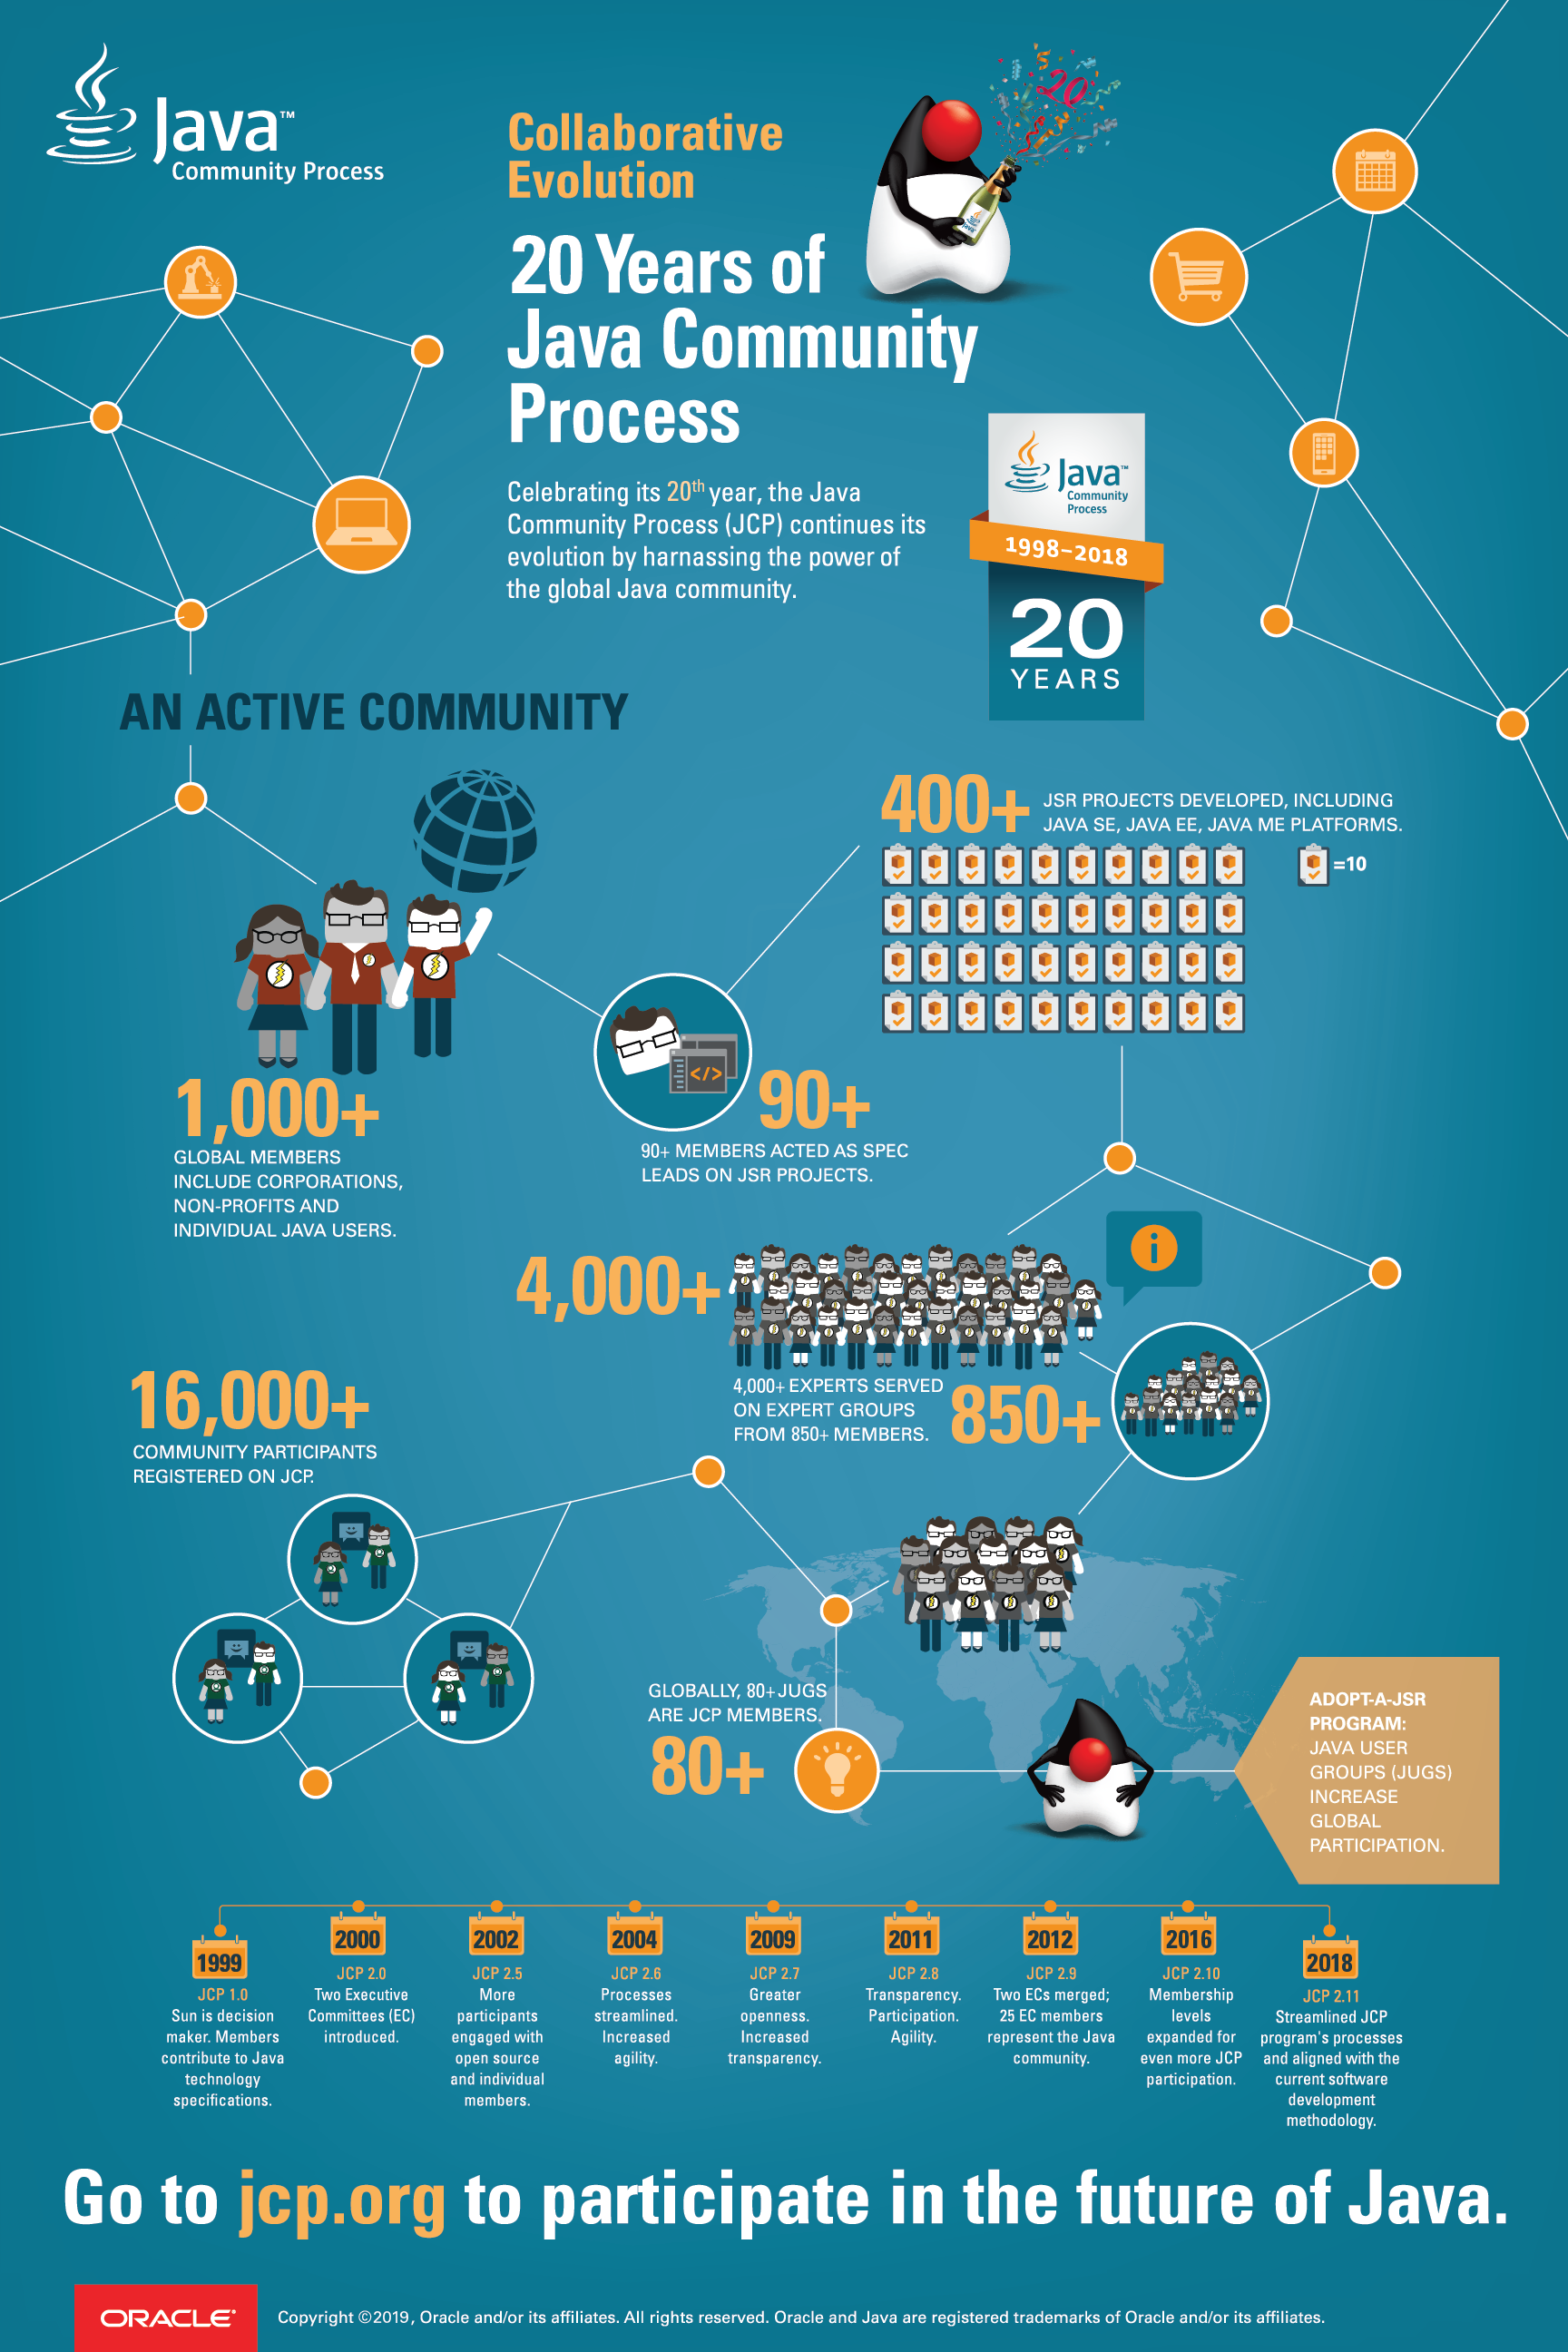 Java™
Community Process
Collaborative
Evolution
20
20 Years of
Java Community
Process
Celebrating its 20th year, the Java
Community Process (JCP) continues its
evolution by harnassing the power of
the global Java community.
Java™
Community
Process
1998–2018
20
YEARS
AN ACTIVE COMMUNITY
400+
JSR PROJECTS DEVELOPED, INCLUDING
JAVA SE, JAVA EE, JAVA ME PLATFORMS.
=10
1,000+
GLOBAL MEMBERS
INCLUDE CORPORATIONS,
NON-PROFITS AND
INDIVIDUAL JAVA USERS.
</>
90+
90+ MEMBERS ACTED AS SPEC
LEADS ON JSR PROJECTS.
4,000+
i
4,000+ EXPERTS SERVED
ON EXPERT GROUPS
FROM 850+ MEMBERS.
850+
16,000+
COMMUNITY PARTICIPANTS
REGISTERED ON JCP.
GLOBALLY, 80+ JUGS
ARE JCP MEMBERS.
80+
ADOPT-A-JSR
PROGRAM:
JAVA USER
GROUPS (JUGS)
INCREASE
GLOBAL
PARTICIPATION.
1999
JCP 1.0
Sun is decision
maker. Members
contribute to Java
technology
specifications.
2000
JCP 2.0
Two Executive
Committees (EC)
introduced.
2002
JCP 2.5
More
participants
engaged with
open source
and individual
members.
2004
JCP 2.6
Processes
streamlined.
Increased
agility.
2009
JCP 2.7
Greater
openness.
Increased
transparency.
2011
JCP 2.8
Transparency.
Participation.
Agility.
2012
JCP 2.9
Two ECs merged;
25 EC members
represent the Java
community.
2016
JCP 2.10
Membership
levels
expanded for
even more JCP
participation.
2018
JCP 2.11
Streamlined JCP
program's processes
and aligned with the
current software
development
methodology.
Go to jcp.org to participate in the future of Java.
ORACLE®
Copyright ©2019, Oracle and/or its affiliates. All rights reserved. Oracle and Java are registered trademarks of Oracle and/or its affiliates.